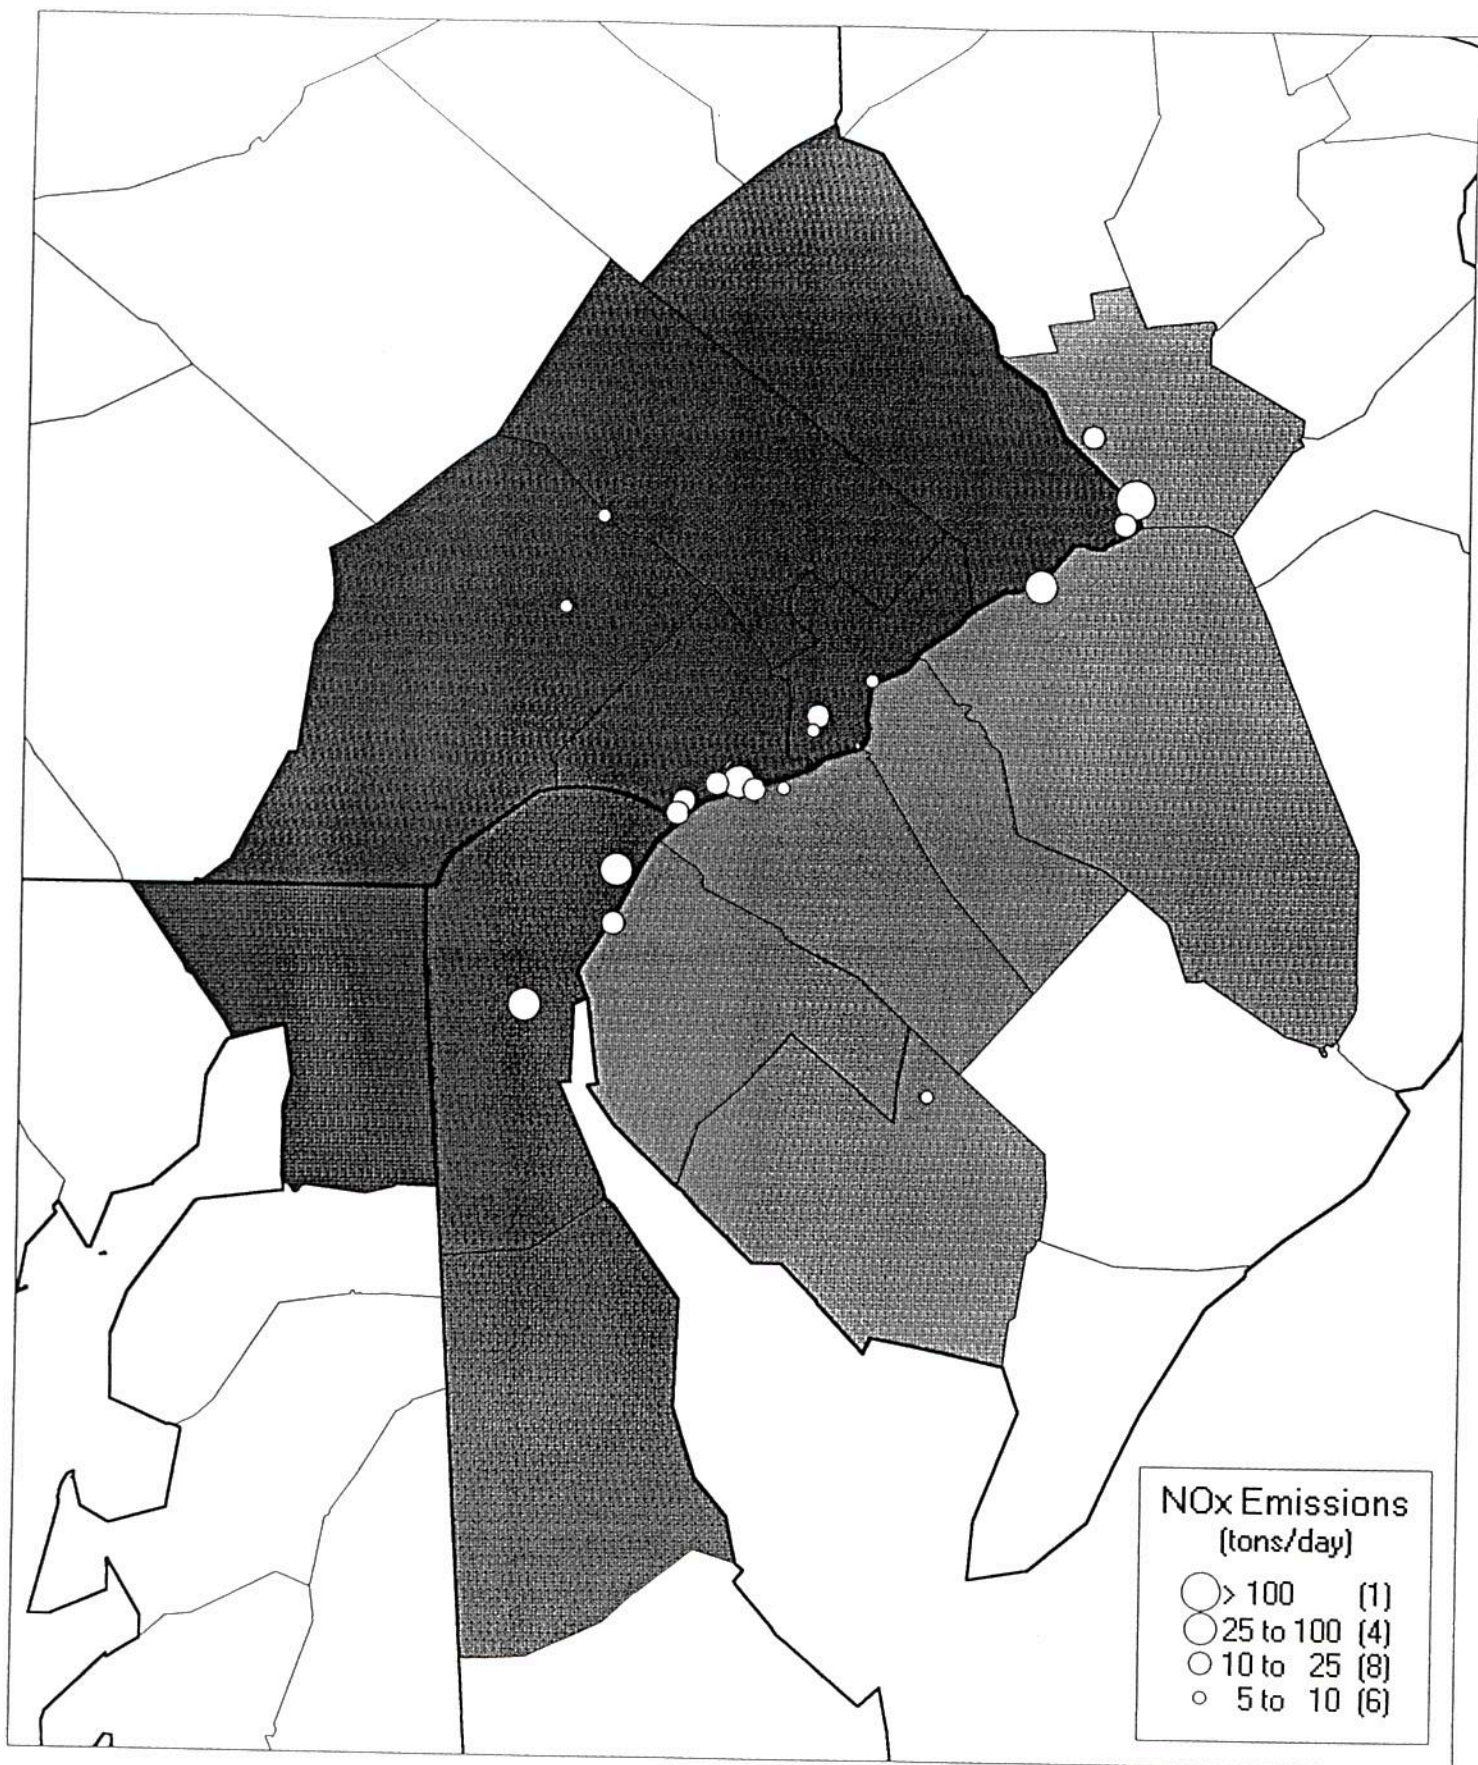 NOx Emissions
(tons/day)
> 100 (1)
25 to 100 (4)
10 to 25 (8)
5 to 10 (6)